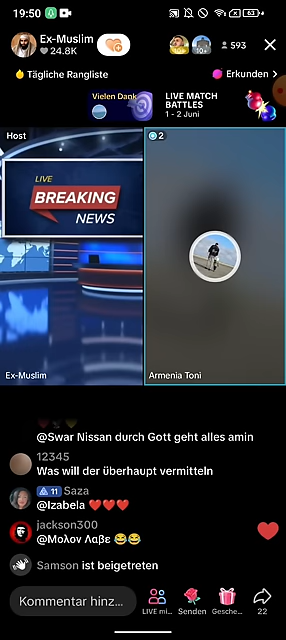 19:50
63
Ex-Muslim
24.8K
10+
593
Tägliche Rangliste
Erkunden
Vielen Dank
LIVE MATCH
BATTLES
1 - 2 Juni
Host
2
LIVE
BREAKING
NEWS
Ex-Muslim
Armenia Toni
@Swar Nissan durch Gott geht alles amin
12345
Was will der überhaupt vermitteln
11 Saza
@Izabela ❤️❤️❤️
jackson300
@Μολον Λαβε 😂😂
Samson ist beigetreten
Kommentar hinz...
LIVE mi...
Senden
Gesche...
22